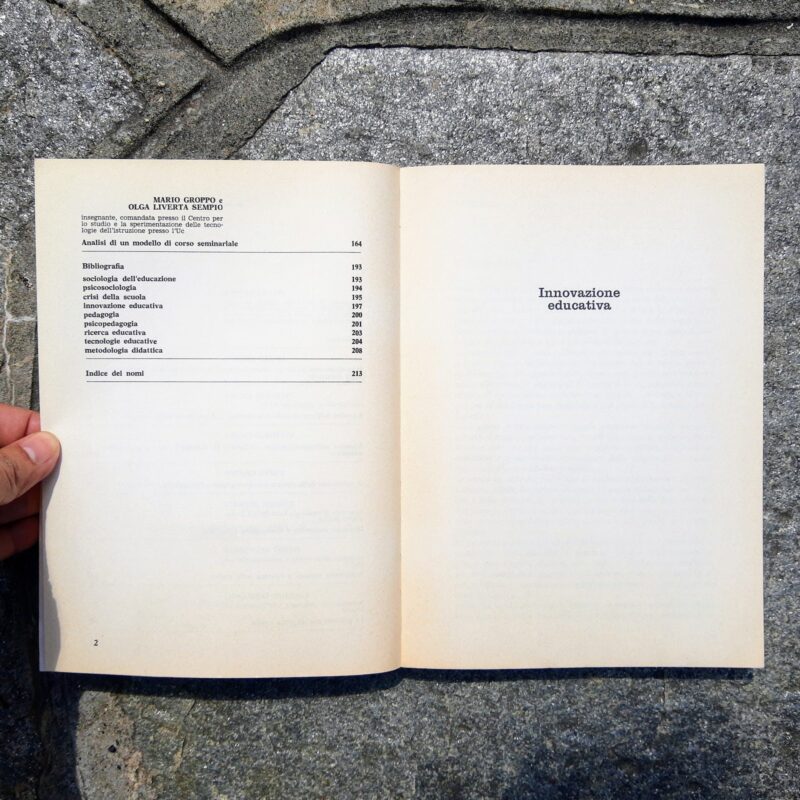 MARIO GROPPO e
OLGA LIVERTA SEMPIO
insegnante, comandata presso il Centro per
lo studio e la sperimentazione delle tecno-
logie dell'istruzione presso l'Uc
Analisi di un modello di corso seminariale 164
Bibliografia 193
sociologia dell'educazione 193
psicosociologia 194
crisi della scuola 195
innovazione educativa 197
pedagogia 200
psicopedagogia 201
ricerca educativa 203
tecnologie educative 204
metodologia didattica 208
Indice dei nomi 213
2
Innovazione
educativa